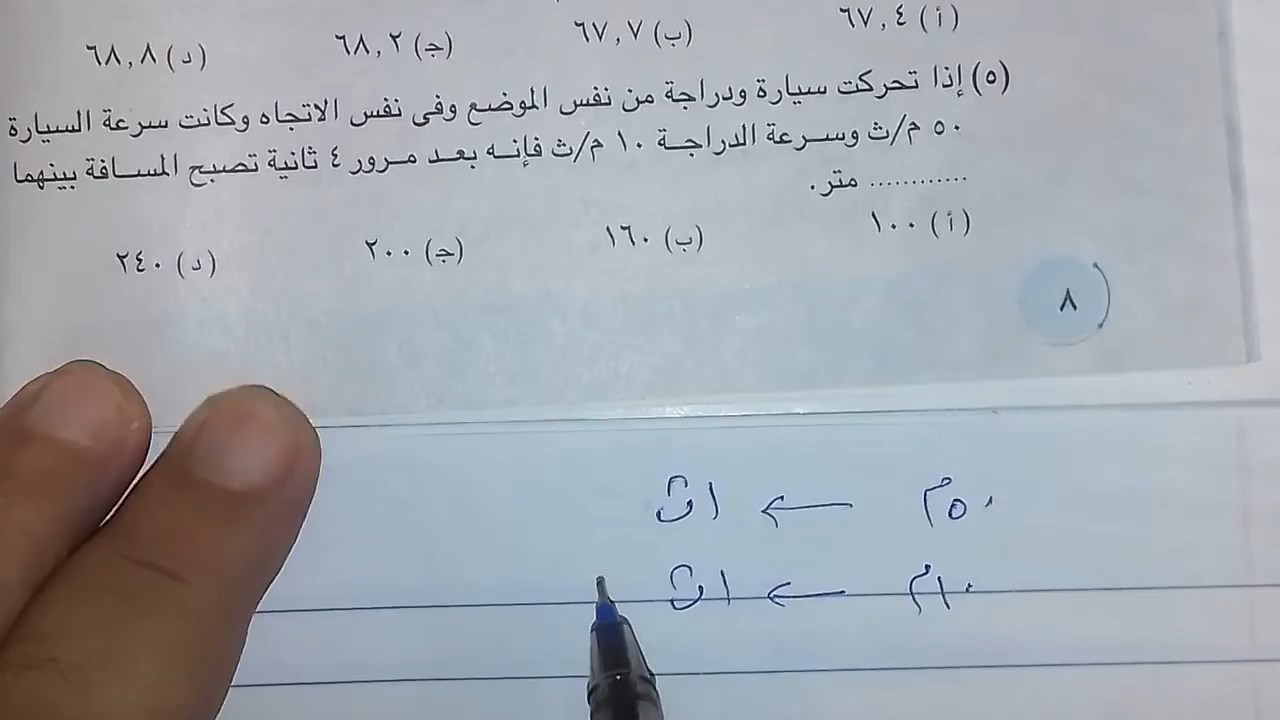 (أ) ٦٧,٤ (ب) ٦٧,٧ (جـ) ٦٨,٢ (د) ٦٨,٨
(٥) إذا تحركت سيارة ودراجة من نفس الموضع وفى نفس الاتجاه وكانت سرعة السيارة
٥٠ م/ث وسرعة الدراجة ١٠ م/ث فإنه بعد مرور ٤ ثانية تصبح المسافة بينهما
............ متر.
(أ) ١٠٠ (ب) ١٦٠ (جـ) ٢٠٠ (د) ٢٤٠
٨
٥٠م ← ١ث
١٠م ← ١ث